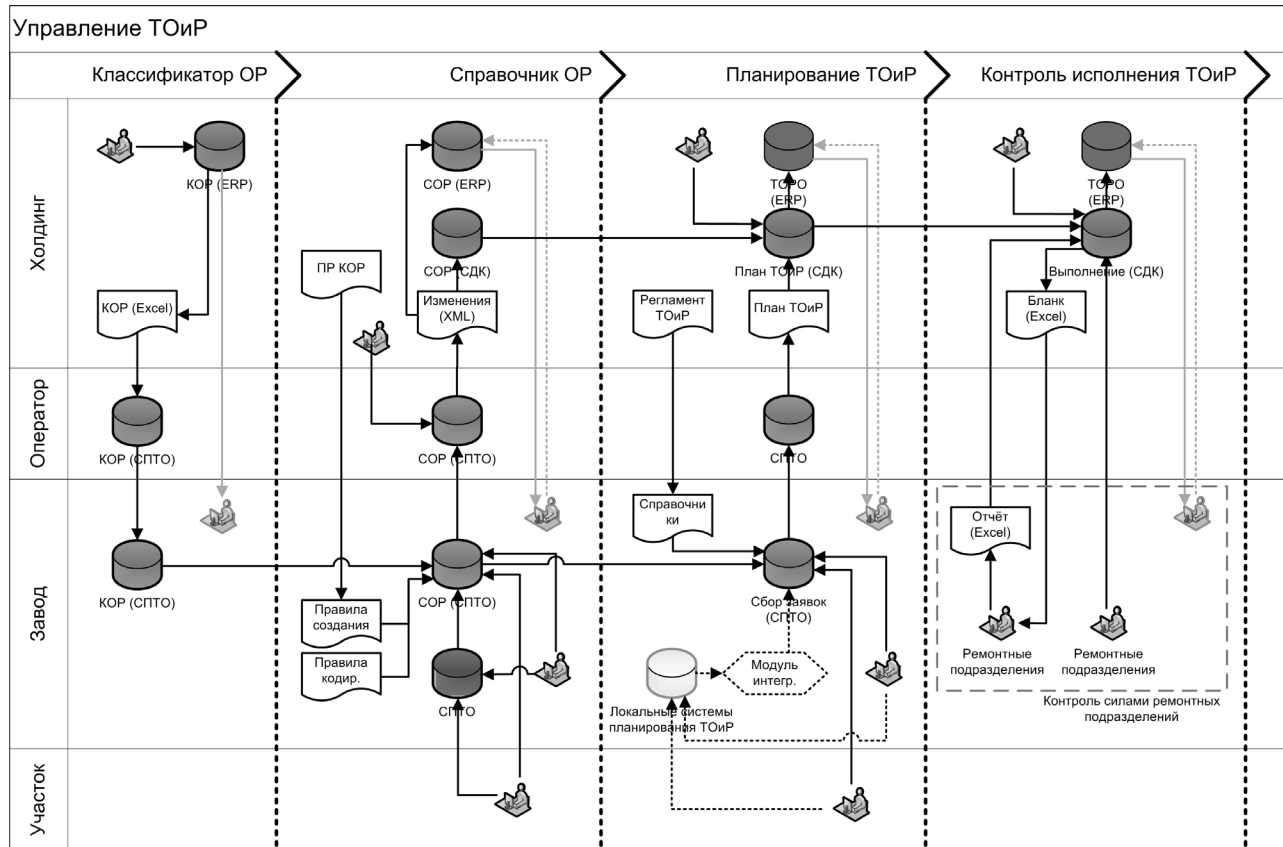 Управление ТОиР
Классификатор ОР
Справочник ОР
Планирование ТОиР
Контроль исполнения ТОиР
Холдинг
КОР (ERP)
КОР (Excel)
ПР КОР
СОР (ERP)
СОР (СДК)
Изменения
(XML)
ТОРО
(ERP)
План ТОиР (СДК)
Регламент
ТОиР
План ТОиР
ТОРО
(ERP)
Выполнение (СДК)
Бланк
(Excel)
Оператор
КОР (СПТО)
СОР (СПТО)
СПТО
Завод
КОР (СПТО)
Правила
создания
Правила
кодир.
СОР (СПТО)
СПТО
Справочни
ки
Сбор заявок
(СПТО)
Модуль
интегр.
Локальные системы
планирования ТОиР
Отчёт
(Excel)
Ремонтные
подразделения
Ремонтные
подразделения
Контроль силами ремонтных
подразделений
Участок